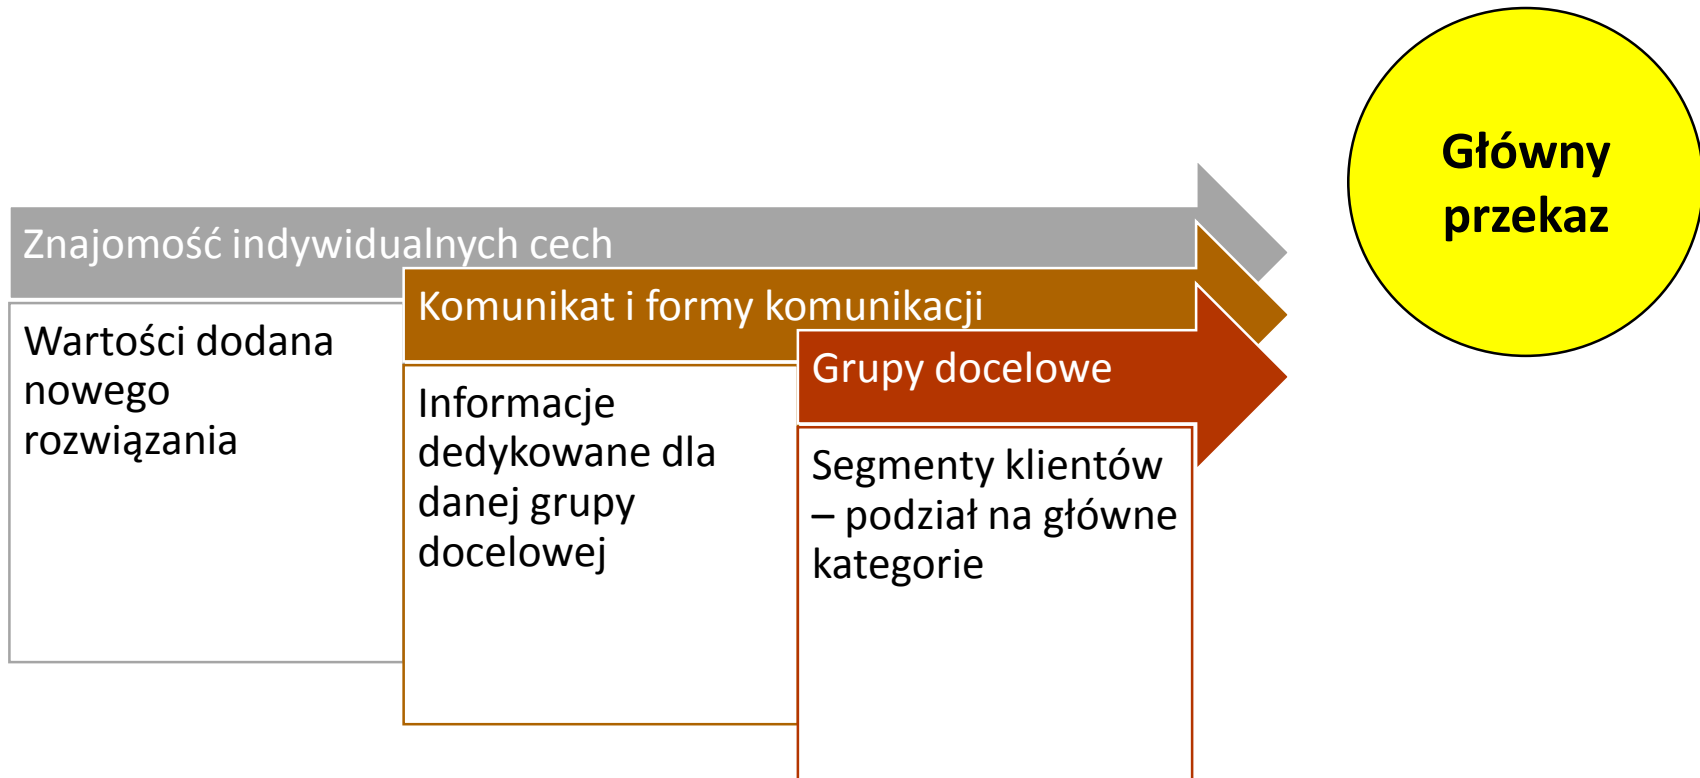 Główny
przekaz
Znajomość indywidualnych cech
Wartości dodana
nowego
rozwiązania
Komunikat i formy komunikacji
Informacje
dedykowane dla
danej grupy
docelowej
Grupy docelowe
Segmenty klientów
– podział na główne
kategorie